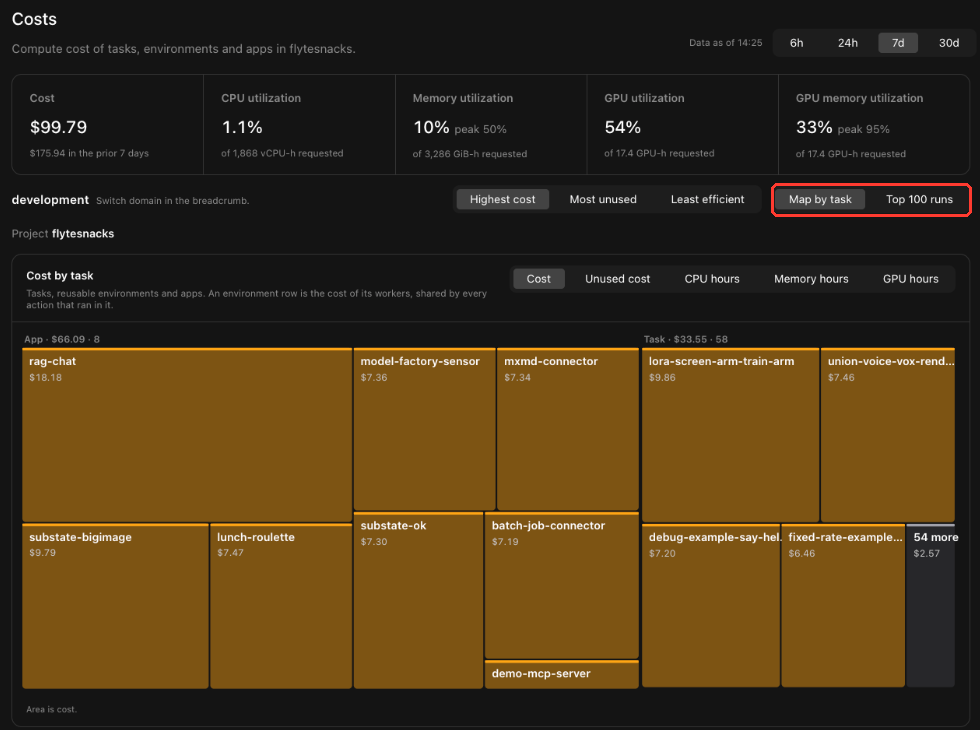 Costs
Compute cost of tasks, environments and apps in flytesnacks.
Data as of 14:25
6h
24h
7d
30d
Cost
$99.79
$175.94 in the prior 7 days
CPU utilization
1.1%
of 1,868 vCPU-h requested
Memory utilization
10% peak 50%
of 3,286 GiB-h requested
GPU utilization
54%
of 17.4 GPU-h requested
GPU memory utilization
33% peak 95%
of 17.4 GPU-h requested
development Switch domain in the breadcrumb.
Highest cost
Most unused
Least efficient
Map by task
Top 100 runs
Project flytesnacks
Cost by task
Tasks, reusable environments and apps. An environment row is the cost of its workers, shared by every
action that ran in it.
Cost
Unused cost
CPU hours
Memory hours
GPU hours
App · $66.09 · 8
rag-chat
$18.18
model-factory-sensor
$7.36
mxmd-connector
$7.34
substate-bigimage
$9.79
lunch-roulette
$7.47
substate-ok
$7.30
batch-job-connector
$7.19
demo-mcp-server
Task · $33.55 · 58
lora-screen-arm-train-arm
$9.86
union-voice-vox-rend...
$7.46
debug-example-say-hel.
$7.20
fixed-rate-example...
$6.46
54 more
$2.57
Area is cost.